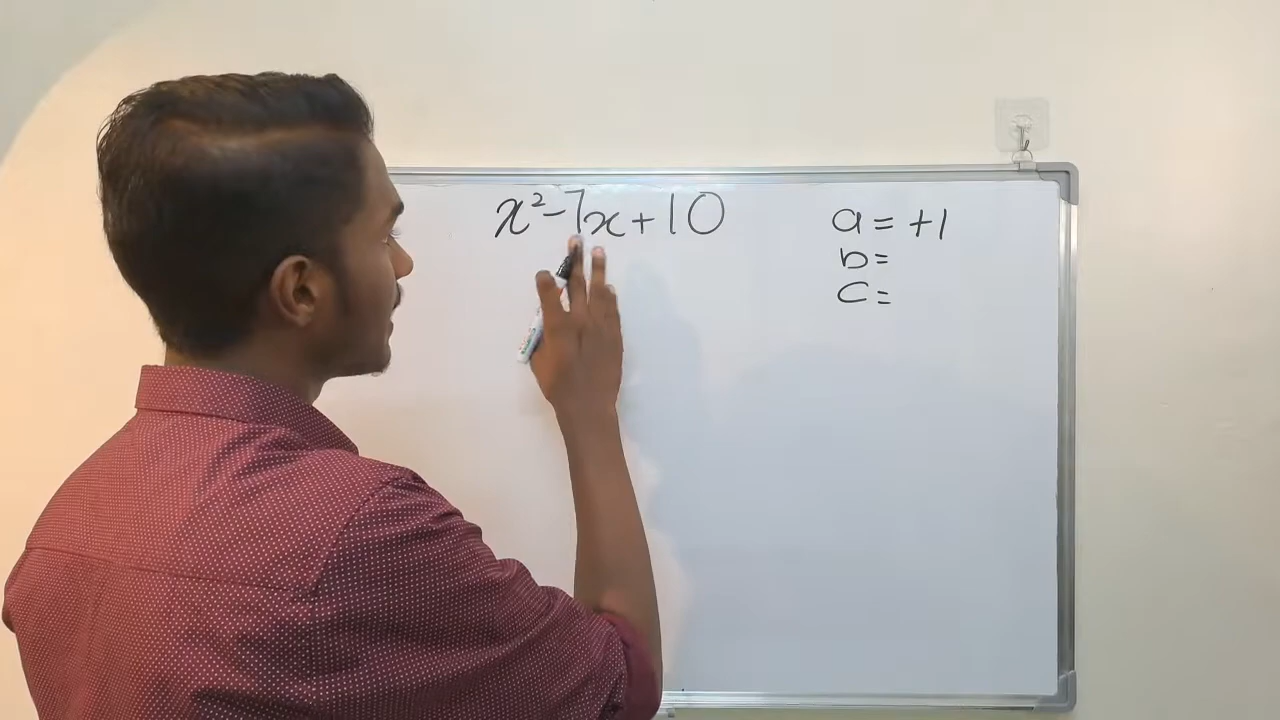 x²-7x+10
a = +1
b =
c =